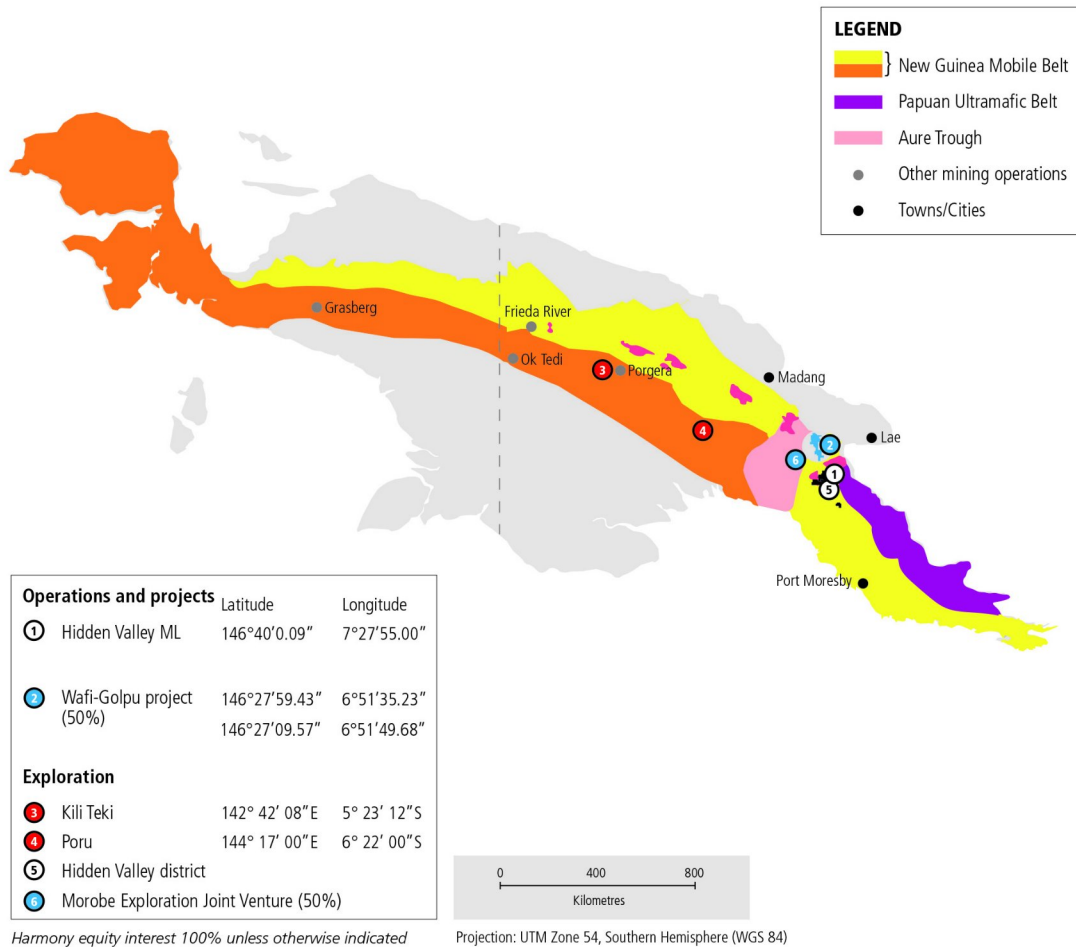 LEGEND
} New Guinea Mobile Belt
Papuan Ultramafic Belt
Aure Trough
Other mining operations
Towns/Cities
Grasberg
Frieda River
Ok Tedi
3
Porgera
Madang
4
2
Lae
6
1
5
Port Moresby
Operations and projects Latitude Longitude
1 Hidden Valley ML 146°40’0.09” 7°27’55.00”
2 Wafi-Golpu project 146°27’59.43” 6°51’35.23”
(50%) 146°27’09.57” 6°51’49.68”
Exploration
3 Kili Teki 142° 42’ 08”E 5° 23’ 12”S
4 Poru 144° 17’ 00”E 6° 22’ 00”S
5 Hidden Valley district
6 Morobe Exploration Joint Venture (50%)
0 400 800
Kilometres
Harmony equity interest 100% unless otherwise indicated
Projection: UTM Zone 54, Southern Hemisphere (WGS 84)